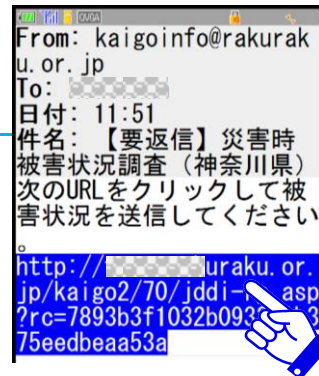 QVGA
From: kaigoinfo@rakurak
u.or.jp
To:
日付: 11:51
件名: 【要返信】災害時
被害状況調査（神奈川県）
次のURLをクリックして被
害状況を送信してください
。
http://
uraku.or.
jp/kaigo2/70/jddi-
asp
?rc=7893b3f1032b093
3
75eedbeaa53a